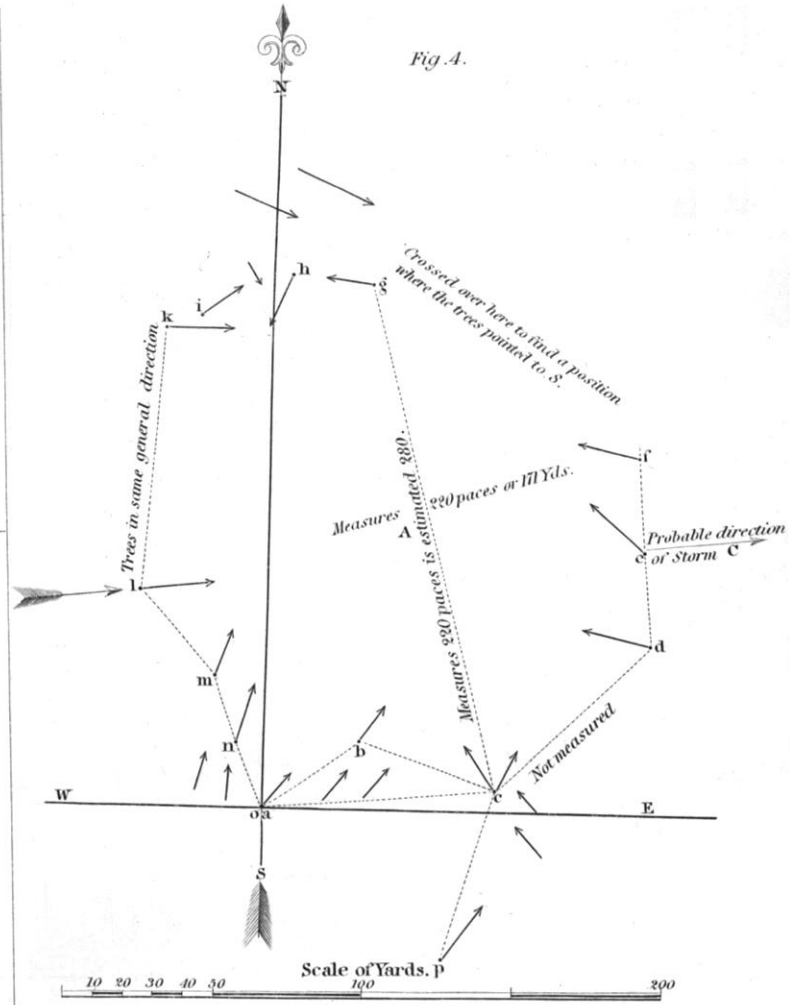 Fig. 4.
N
h
g
i
k
Crossed over here to find a position
where the trees pointed to S.
Trees in same general direction
f
Measures 220 paces or 171 Yds.
A
Measures 220 paces is estimated 280.
Probable direction
e of Storm C
l
d
m
n
b
Not measured
c
W
o a
E
S
p
Scale of Yards.
10 20 30 40 50 100 200